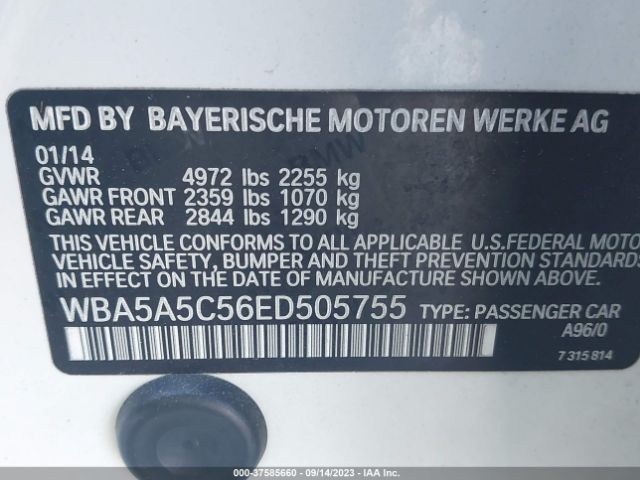 MFD BY BAYERISCHE MOTOREN WERKE AG
01/14
GVWR 4972 lbs 2255 kg
GAWR FRONT 2359 lbs 1070 kg
GAWR REAR 2844 lbs 1290 kg
THIS VEHICLE CONFORMS TO ALL APPLICABLE U.S.FEDERAL MOTO
VEHICLE SAFETY, BUMPER AND THEFT PREVENTION STANDARDS
IN EFFECT ON THE DATE OF MANUFACTURE SHOWN ABOVE.
WBA5A5C56ED505755 TYPE: PASSENGER CAR
A96/0
7 315 814
000-37585660 - 09/14/2023 - IAA Inc.